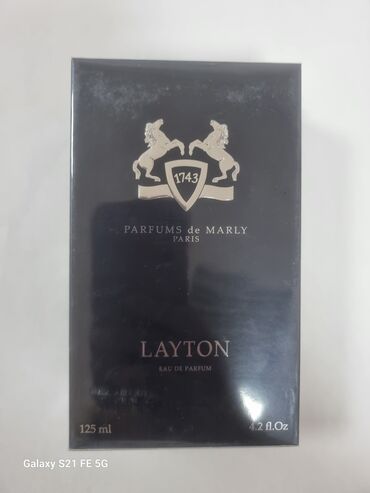 1743
PARFUMS de MARLY
PARIS
LAYTON
EAU DE PARFUM
125 ml 4.2 fl.Oz
Galaxy S21 FE 5G